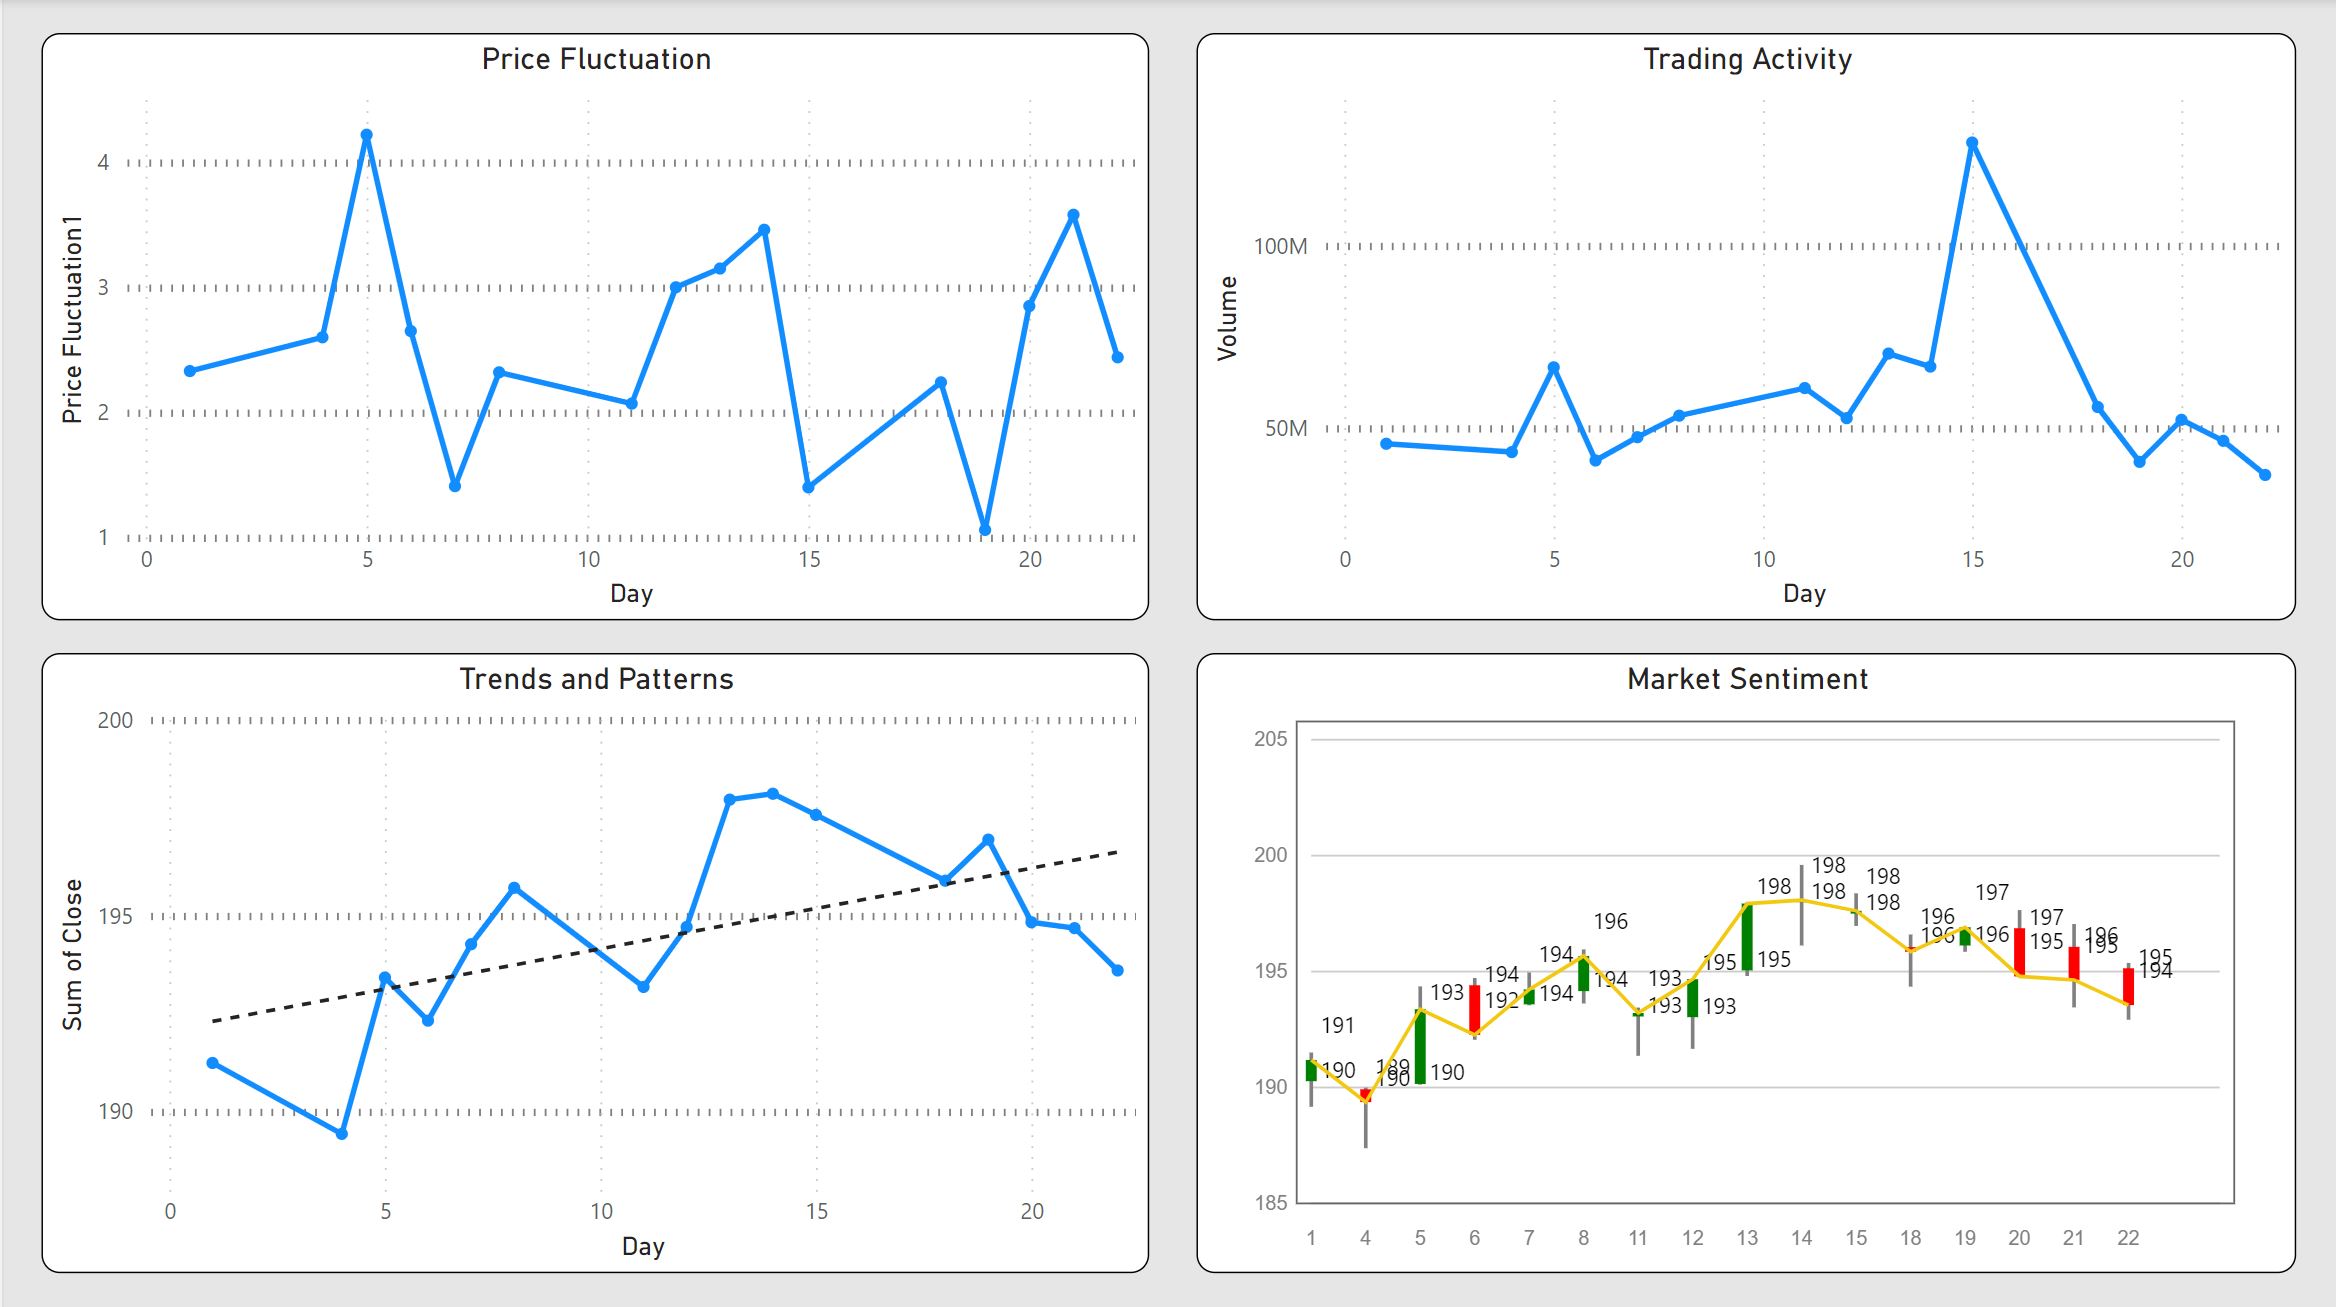 Price Fluctuation
Price Fluctuation1
4
3
2
1
0 5 10 15 20
Day
Trading Activity
Volume
100M
50M
0 5 10 15 20
Day
Trends and Patterns
Sum of Close
200
195
190
0 5 10 15 20
Day
Market Sentiment
205
200
195
190
185
191
190
189
190
193
190
194
192
194
194
196
194
193
193
195
193
198
195
198
198
198
198
196
196
197
196
197
195
196
195
195
194
1 4 5 6 7 8 11 12 13 14 15 18 19 20 21 22